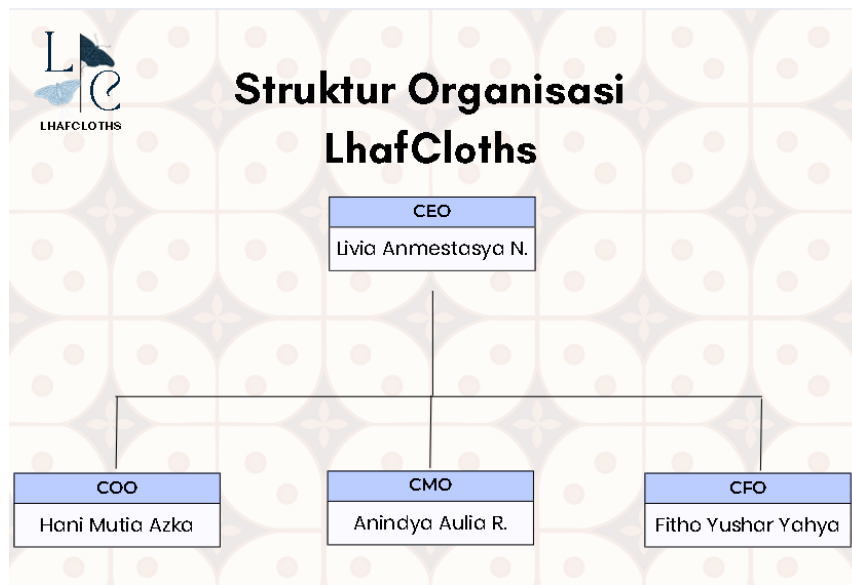 L C
LHAFCLOTHS
Struktur Organisasi
LhafCloths
CEO
Livia Anmestasya N.
COO
Hani Mutia Azka
CMO
Anindya Aulia R.
CFO
Fitho Yushar Yahya